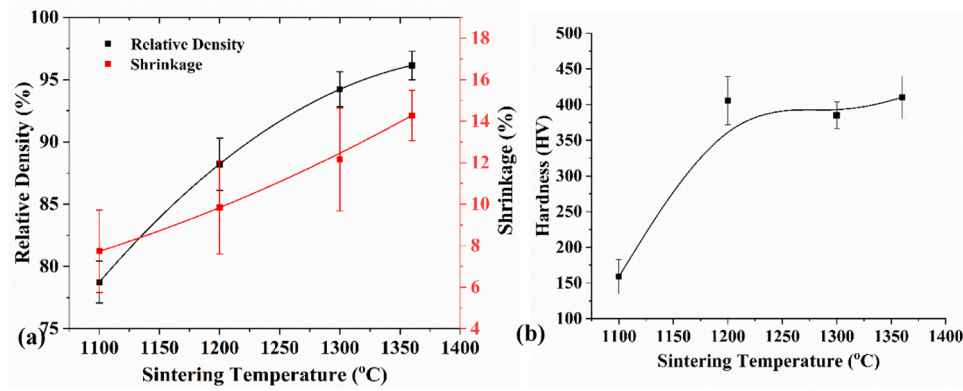 100
95
90
85
80
75
Relative Density (%)
Relative Density
Shrinkage
18
16
14
12
10
8
6
4
Shrinkage (%)
1100 1150 1200 1250 1300 1350 1400
Sintering Temperature (°C)
(a)
500
450
400
350
300
250
200
150
100
Hardness (HV)
1100 1150 1200 1250 1300 1350 1400
Sintering Temperature (°C)
(b)